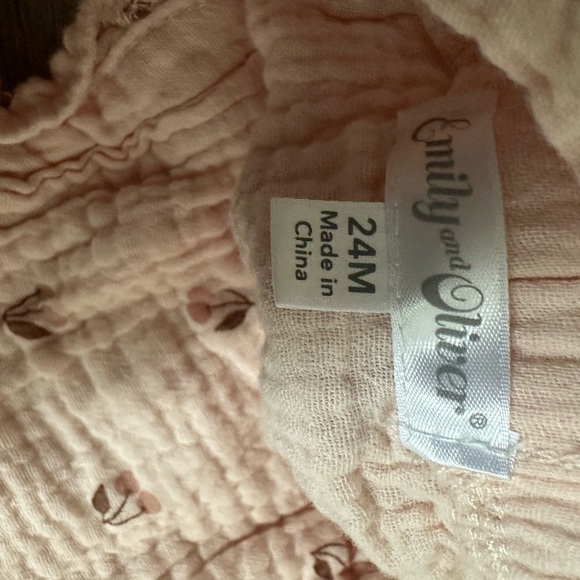 Emily and Oliver®
24M
Made in
China